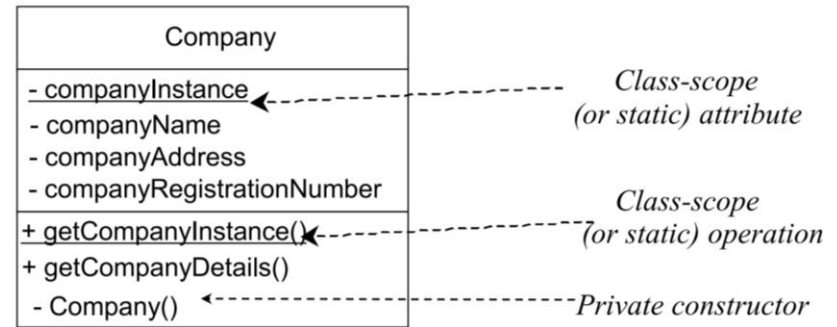 Company
- companyInstance
- companyName
- companyAddress
- companyRegistrationNumber
+ getCompanyInstance()
+ getCompanyDetails()
- Company()
Class-scope
(or static) attribute
Class-scope
(or static) operation
Private constructor